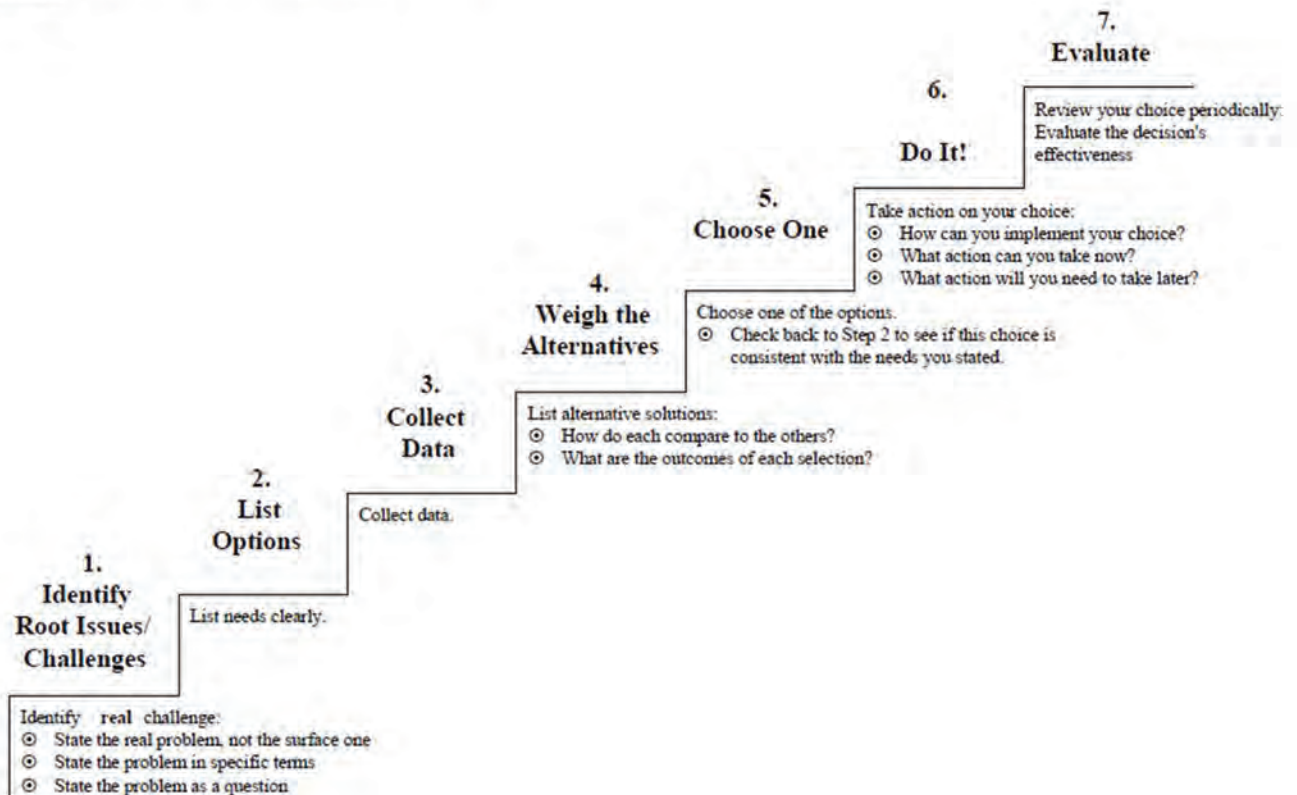 7.
Evaluate
Review your choice periodically:
Evaluate the decision's
effectiveness
6.
Do It!
Take action on your choice:
⊙ How can you implement your choice?
⊙ What action can you take now?
⊙ What action will you need to take later?
5.
Choose One
Choose one of the options.
⊙ Check back to Step 2 to see if this choice is
consistent with the needs you stated.
4.
Weigh the
Alternatives
List alternative solutions:
⊙ How do each compare to the others?
⊙ What are the outcomes of each selection?
3.
Collect
Data
Collect data.
2.
List
Options
List needs clearly.
1.
Identify
Root Issues/
Challenges
Identify real challenge:
⊙ State the real problem, not the surface one
⊙ State the problem in specific terms
⊙ State the problem as a question